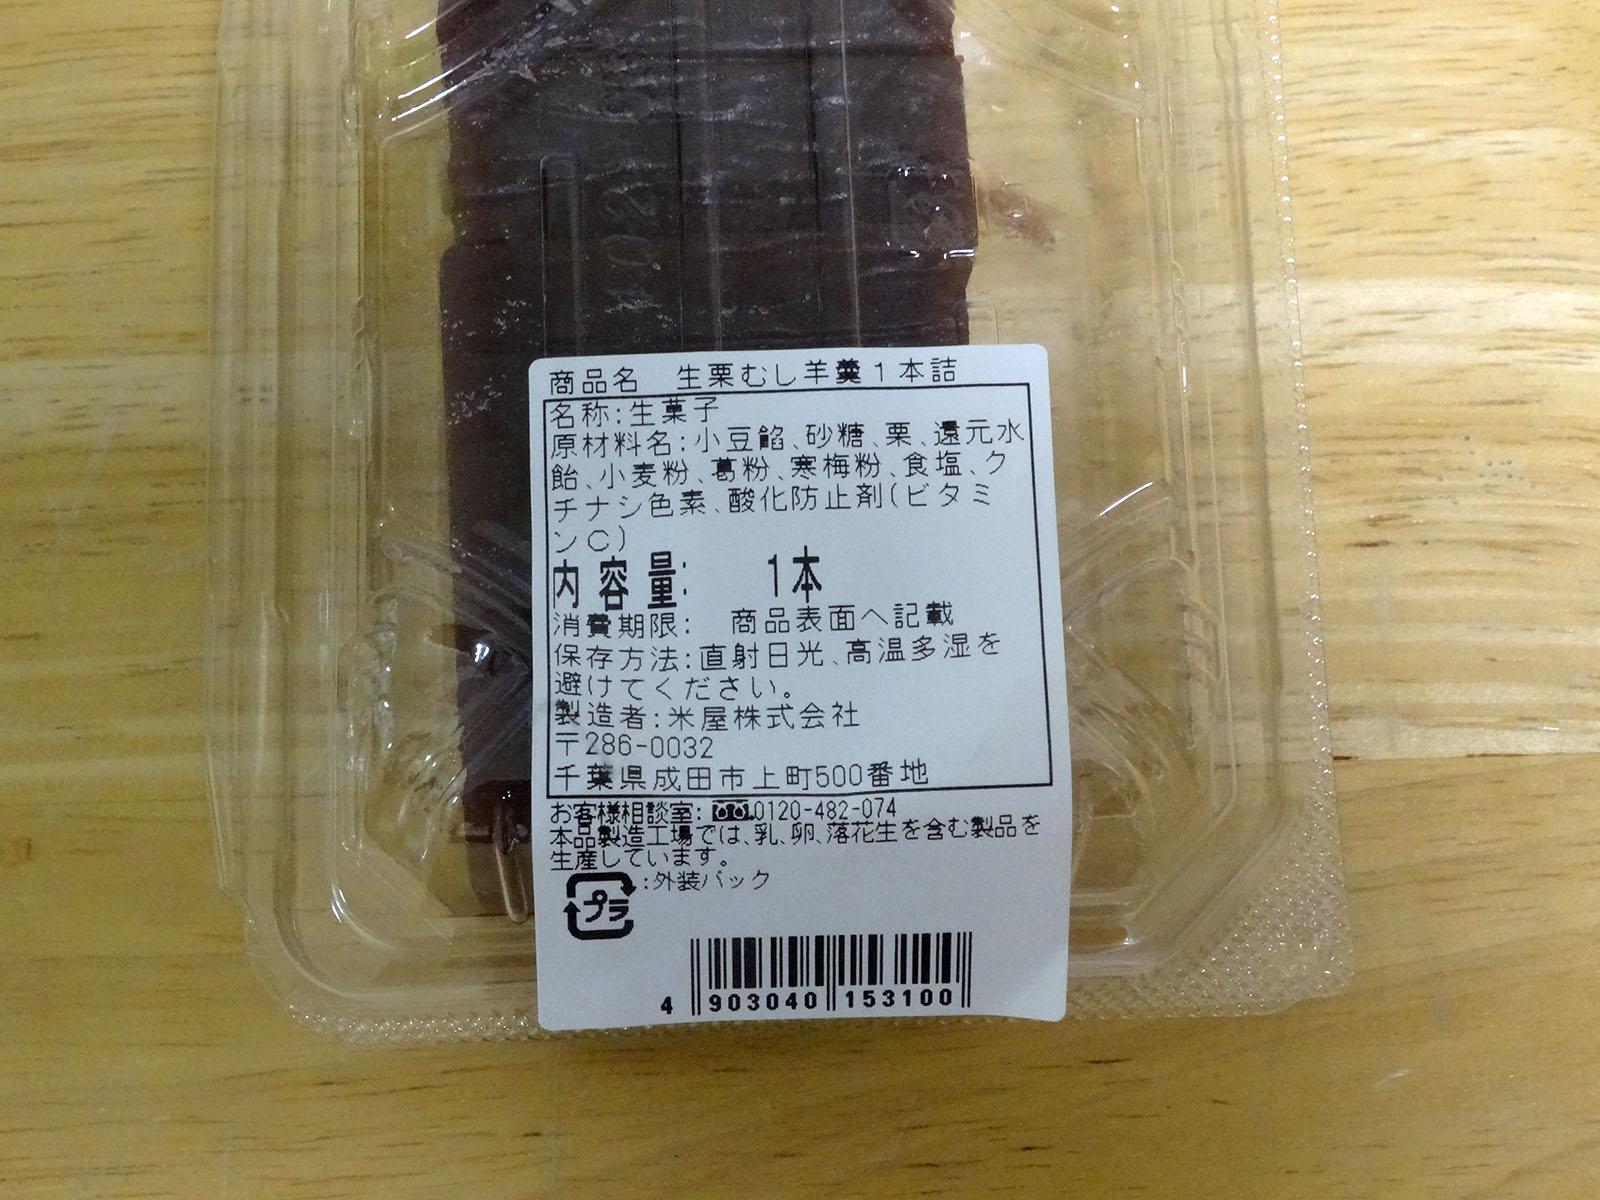 商品名 生栗むし羊羹1本詰
名称:生菓子
原材料名:小豆餡、砂糖、栗、還元水
飴、小麦粉、葛粉、寒梅粉、食塩、ク
チナシ色素、酸化防止剤(ビタミ
ンC)
内容量: 1本
消費期限: 商品表面へ記載
保存方法:直射日光、高温多湿を
避けてください。
製造者:米屋株式会社
〒286-0032
千葉県成田市上町500番地
お客様相談室:0120-482-074
本品製造工場では、乳、卵、落花生を含む製品を
生産しています。
プラ:外装パック
4 903040 153100